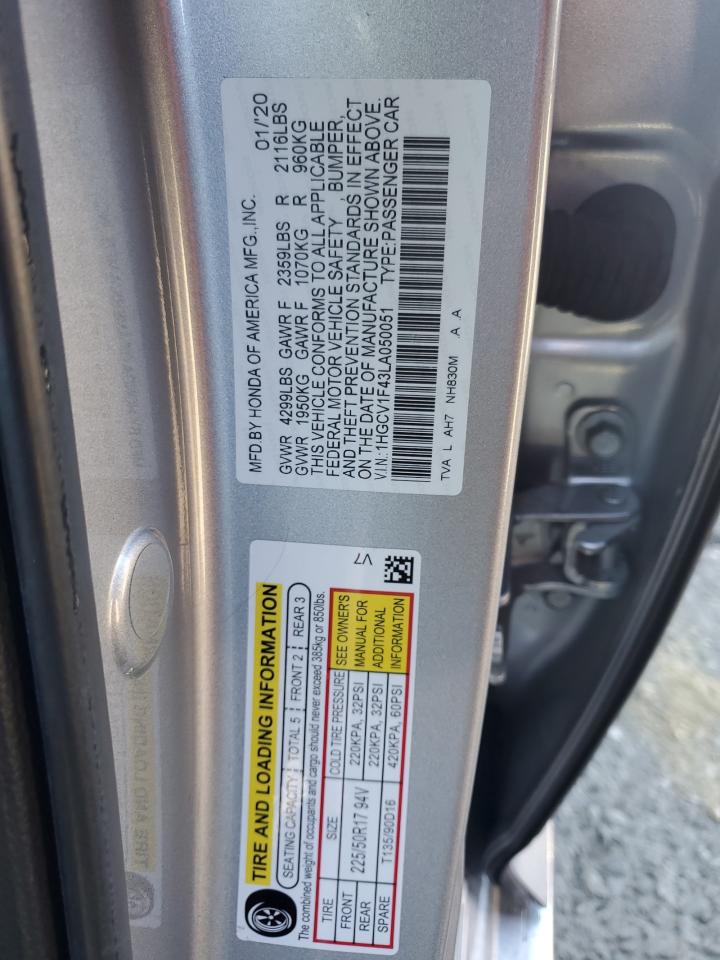 MFD.BY HONDA OF AMERICA MFG.,INC. 01/'20
GVWR 4299LBS GAWR F 2359LBS R 2116LBS
GVWR 1950KG GAWR F 1070KG R 960KG
THIS VEHICLE CONFORMS TO ALL APPLICABLE
FEDERAL MOTOR VEHICLE SAFETY , BUMPER,
AND THEFT PREVENTION STANDARDS IN EFFECT
ON THE DATE OF MANUFACTURE SHOWN ABOVE.
V.I.N.:1HGCV1F43LA050051 TYPE:PASSENGER CAR
TVA L AH7 NH830M .A .A
TIRE AND LOADING INFORMATION
SEATING CAPACITY TOTAL 5 FRONT 2 REAR 3
The combined weight of occupants and cargo should never exceed 385kg or 850lbs.
TIRE SIZE COLD TIRE PRESSURE SEE OWNER'S
FRONT 225/50R17 94V 220KPA, 32PSI MANUAL FOR
REAR 220KPA, 32PSI ADDITIONAL
SPARE T135/90D16 420KPA, 60PSI INFORMATION
V7